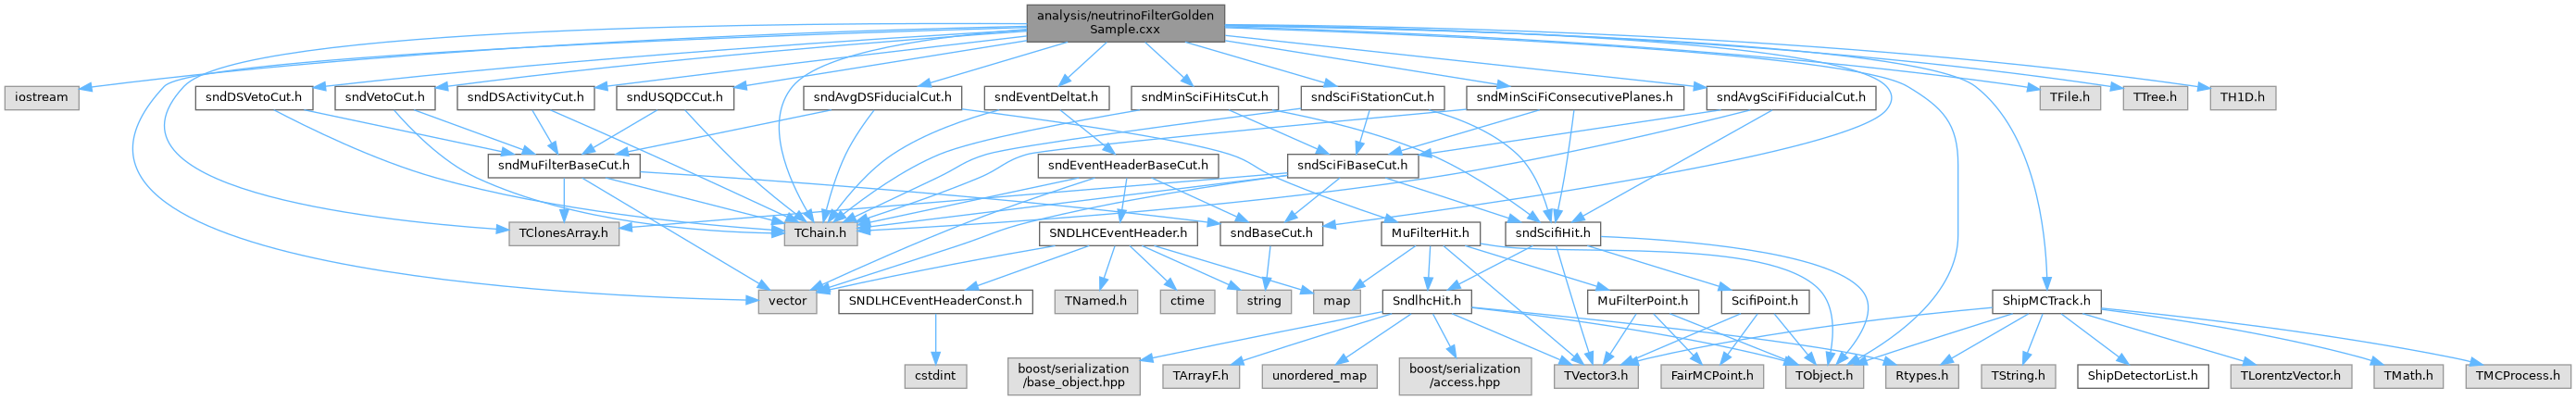 analysis/neutrinoFilterGolden
Sample.cxx
iostream
sndDSVetoCut.h
sndVetoCut.h
sndDSActivityCut.h
sndUSQDCCut.h
sndAvgDSFiducialCut.h
sndEventDeltat.h
sndMinSciFiHitsCut.h
sndSciFiStationCut.h
sndMinSciFiConsecutivePlanes.h
sndAvgSciFiFiducialCut.h
TFile.h
TTree.h
TH1D.h
sndMuFilterBaseCut.h
sndEventHeaderBaseCut.h
sndSciFiBaseCut.h
TClonesArray.h
TChain.h
SNDLHCEventHeader.h
sndBaseCut.h
MuFilterHit.h
sndScifiHit.h
vector
SNDLHCEventHeaderConst.h
TNamed.h
ctime
string
map
SndlhcHit.h
MuFilterPoint.h
ScifiPoint.h
ShipMCTrack.h
cstdint
boost/serialization
/base_object.hpp
TArrayF.h
unordered_map
boost/serialization
/access.hpp
TVector3.h
FairMCPoint.h
TObject.h
Rtypes.h
TString.h
ShipDetectorList.h
TLorentzVector.h
TMath.h
TMCProcess.h